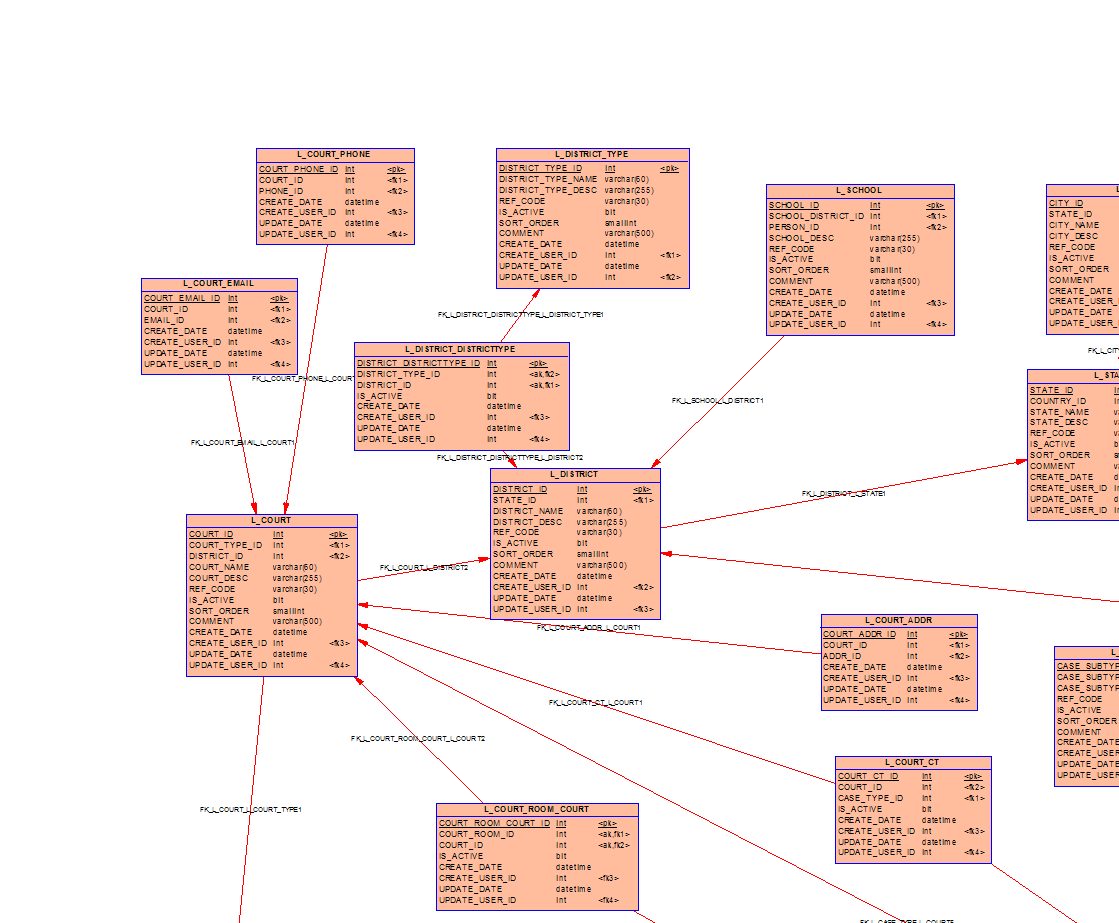 L_COURT_PHONE
COURT_PHONE_ID int <pk>
COURT_ID int <fk1>
PHONE_ID int <fk2>
CREATE_DATE datetime
CREATE_USER_ID int <fk3>
UPDATE_DATE datetime
UPDATE_USER_ID int <fk4>
L_DISTRICT_TYPE
DISTRICT_TYPE_ID int <pk>
DISTRICT_TYPE_NAME varchar(60)
DISTRICT_TYPE_DESC varchar(255)
REF_CODE varchar(30)
IS_ACTIVE bit
SORT_ORDER smallint
COMMENT varchar(500)
CREATE_DATE datetime
CREATE_USER_ID int <fk1>
UPDATE_DATE datetime
UPDATE_USER_ID int <fk2>
L_SCHOOL
SCHOOL_ID int <pk>
SCHOOL_DISTRICT_ID int <fk1>
PERSON_ID int <fk2>
SCHOOL_DESC varchar(255)
REF_CODE varchar(30)
IS_ACTIVE bit
SORT_ORDER smallint
COMMENT varchar(500)
CREATE_DATE datetime
CREATE_USER_ID int <fk3>
UPDATE_DATE datetime
UPDATE_USER_ID int <fk4>
CITY_ID
STATE_ID
CITY_NAME
CITY_DESC
REF_CODE
IS_ACTIVE
SORT_ORDER
COMMENT
CREATE_DATE
CREATE_USER_I
UPDATE_DATE
UPDATE_USER_I
L_COURT_EMAIL
COURT_EMAIL_ID int <pk>
COURT_ID int <fk1>
EMAIL_ID int <fk2>
CREATE_DATE datetime
CREATE_USER_ID int <fk3>
UPDATE_DATE datetime
UPDATE_USER_ID int <fk4>
FK_L_DISTRICT_DISTRICTTYPE_L_DISTRICT_TYPE1
L_DISTRICT_DISTRICTTYPE
DISTRICT_DISTRICTTYPE_ID int <pk>
DISTRICT_TYPE_ID int <ak,fk2>
DISTRICT_ID int <ak,fk1>
IS_ACTIVE bit
CREATE_DATE datetime
CREATE_USER_ID int <fk3>
UPDATE_DATE datetime
UPDATE_USER_ID int <fk4>
FK_L_CIT
FK_L_COURT_PHONE_L_COURT
L_STA
STATE_ID
COUNTRY_ID
STATE_NAME
STATE_DESC
REF_CODE
IS_ACTIVE
SORT_ORDER
COMMENT
CREATE_DATE
CREATE_USER_ID
UPDATE_DATE
UPDATE_USER_ID
FK_L_SCHOOL_L_DISTRICT1
FK_L_COURT_EMAIL_L_COURT1
FK_L_DISTRICT_DISTRICTTYPE_L_DISTRICT2
L_DISTRICT
DISTRICT_ID int <pk>
STATE_ID int <fk1>
DISTRICT_NAME varchar(60)
DISTRICT_DESC varchar(255)
REF_CODE varchar(30)
IS_ACTIVE bit
SORT_ORDER smallint
COMMENT varchar(500)
CREATE_DATE datetime
CREATE_USER_ID int <fk2>
UPDATE_DATE datetime
UPDATE_USER_ID int <fk3>
FK_L_DISTRICT_L_STATE1
L_COURT
COURT_ID int <pk>
COURT_TYPE_ID int <fk1>
DISTRICT_ID int <fk2>
COURT_NAME varchar(60)
COURT_DESC varchar(255)
REF_CODE varchar(30)
IS_ACTIVE bit
SORT_ORDER smallint
COMMENT varchar(500)
CREATE_DATE datetime
CREATE_USER_ID int <fk3>
UPDATE_DATE datetime
UPDATE_USER_ID int <fk4>
FK_L_COURT_L_DISTRICT2
FK_L_COURT_ADDR_L_COURT1
L_COURT_ADDR
COURT_ADDR_ID int <pk>
COURT_ID int <fk1>
ADDR_ID int <fk2>
CREATE_DATE datetime
CREATE_USER_ID int <fk3>
UPDATE_DATE datetime
UPDATE_USER_ID int <fk4>
L_
CASE_SUBTYP
CASE_SUBTYP
CASE_SUBTYP
REF_CODE
IS_ACTIVE
SORT_ORDER
COMMENT
CREATE_DATE
CREATE_USER
UPDATE_DATE
UPDATE_USER
FK_L_COURT_CT_L_COURT1
FK_L_COURT_ROOM_COURT_L_COURT2
L_COURT_CT
COURT_CT_ID int <pk>
COURT_ID int <fk2>
CASE_TYPE_ID int <fk1>
IS_ACTIVE bit
CREATE_DATE datetime
CREATE_USER_ID int <fk3>
UPDATE_DATE datetime
UPDATE_USER_ID int <fk4>
FK_L_COURT_L_COURT_TYPE1
L_COURT_ROOM_COURT
COURT_ROOM_COURT_ID int <pk>
COURT_ROOM_ID int <ak,fk1>
COURT_ID int <ak,fk2>
IS_ACTIVE bit
CREATE_DATE datetime
CREATE_USER_ID int <fk3>
UPDATE_DATE datetime
UPDATE_USER_ID int <fk4>